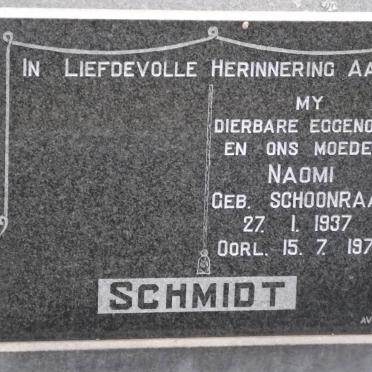 IN LIEFDEVOLLE HERINNERING AA
MY
DIERBARE EGGENO
EN ONS MOEDE
NAOMI
GEB. SCHOONRAA
27. 1. 1937
OORL. 15. 7. 197
SCHMIDT
AV